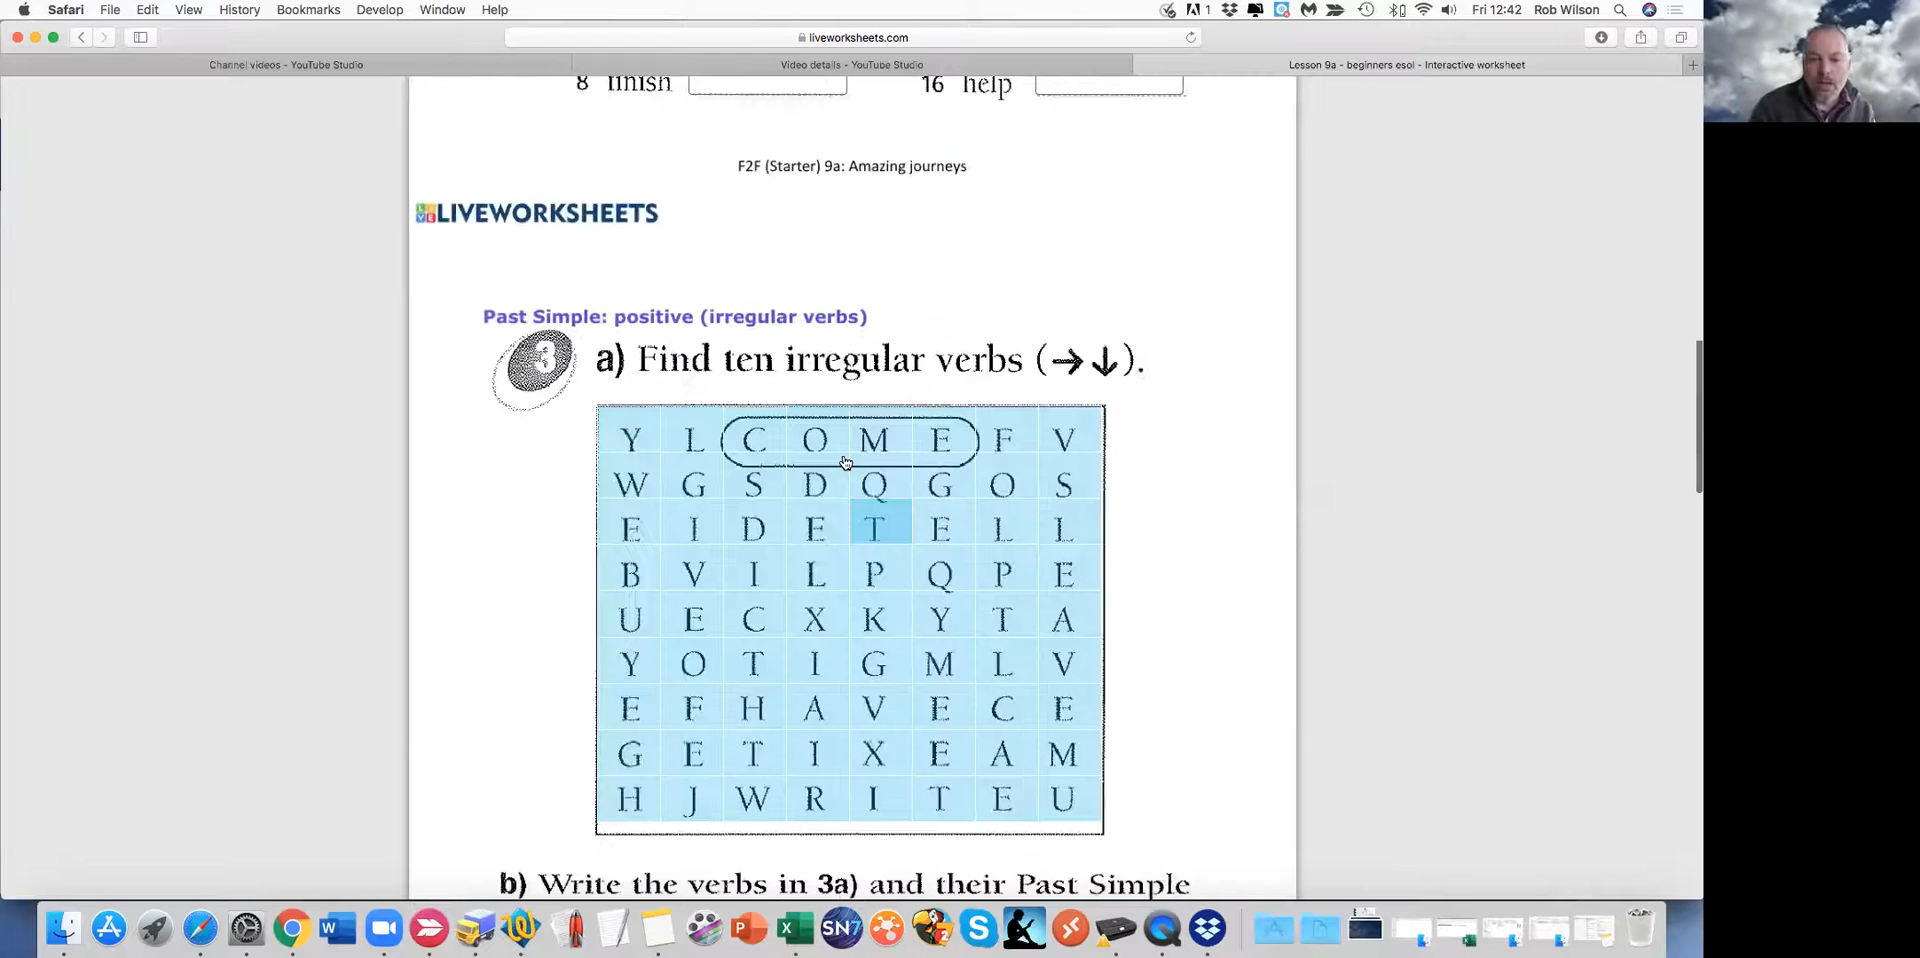 Safari File Edit View History Bookmarks Develop Window Help 1 Fri 12:42 Rob Wilson
liveworksheets.com
Channel videos - YouTube Studio Video details - YouTube Studio Lesson 9a - beginners esol - Interactive worksheet
8 finish 16 help
F2F (Starter) 9a: Amazing journeys
LIVEWORKSHEETS
Past Simple: positive (irregular verbs)
3 a) Find ten irregular verbs (→↓).
Y L C O M E F V
W G S D Q G O S
E I D E T E L L
B V I L P Q P E
U E C X K Y T A
Y O T I G M L V
E F H A V E C E
G E T I X E A M
H J W R I T E U
b) Write the verbs in 3a) and their Past Simple
SN7